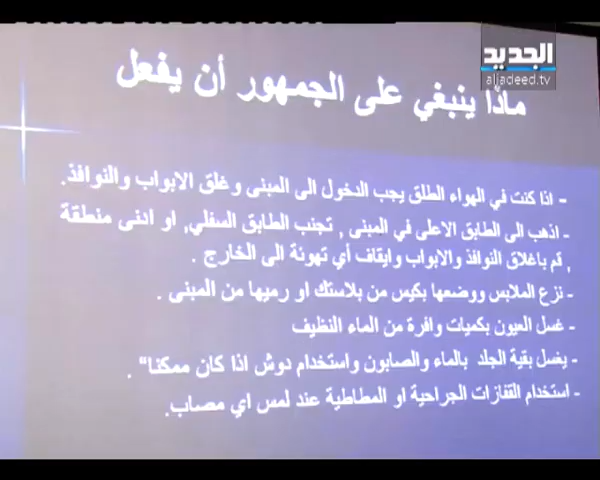 الجديد
aljadeed.tv
ماذا ينبغي على الجمهور أن يفعل
- اذا كنت في الهواء الطلق يجب الدخول الى المبنى وغلق الابواب والنوافذ.
- اذهب الى الطابق الاعلى في المبنى , تجنب الطابق السفلي, او ادنى منطقة
, قم باغلاق النوافذ والابواب وايقاف أي تهونة الى الخارج .
- نزع الملابس ووضعها بكيس من بلاستك او رميها من المبنى .
- غسل العيون بكميات وافرة من الماء النظيف
- يغسل بقية الجلد بالماء والصابون واستخدام دوش اذا كان ممكنا" .
- استخدام القفازات الجراحية او المطاطية عند لمس اي مصاب.